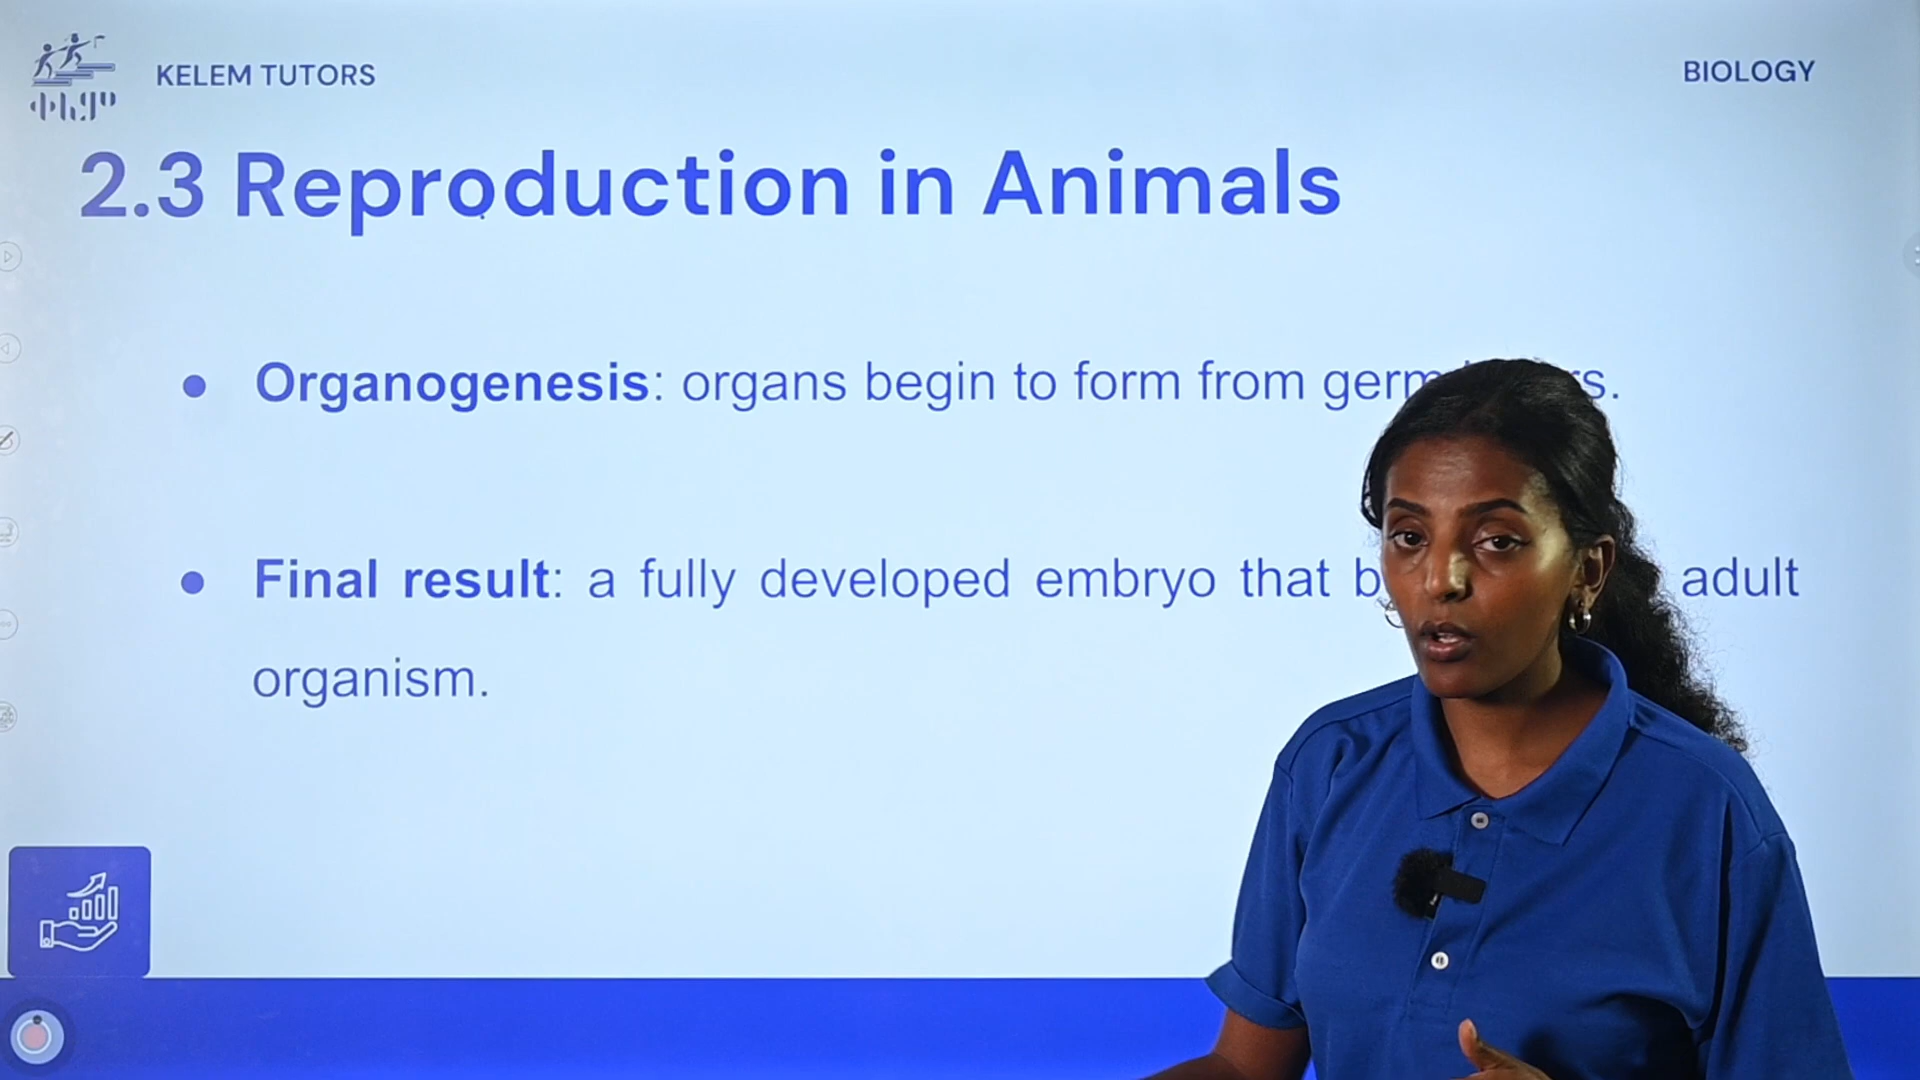 ቀለም
KELEM TUTORS
BIOLOGY
2.3 Reproduction in Animals
● Organogenesis: organs begin to form from germ
● Final result: a fully developed embryo that adult
organism.